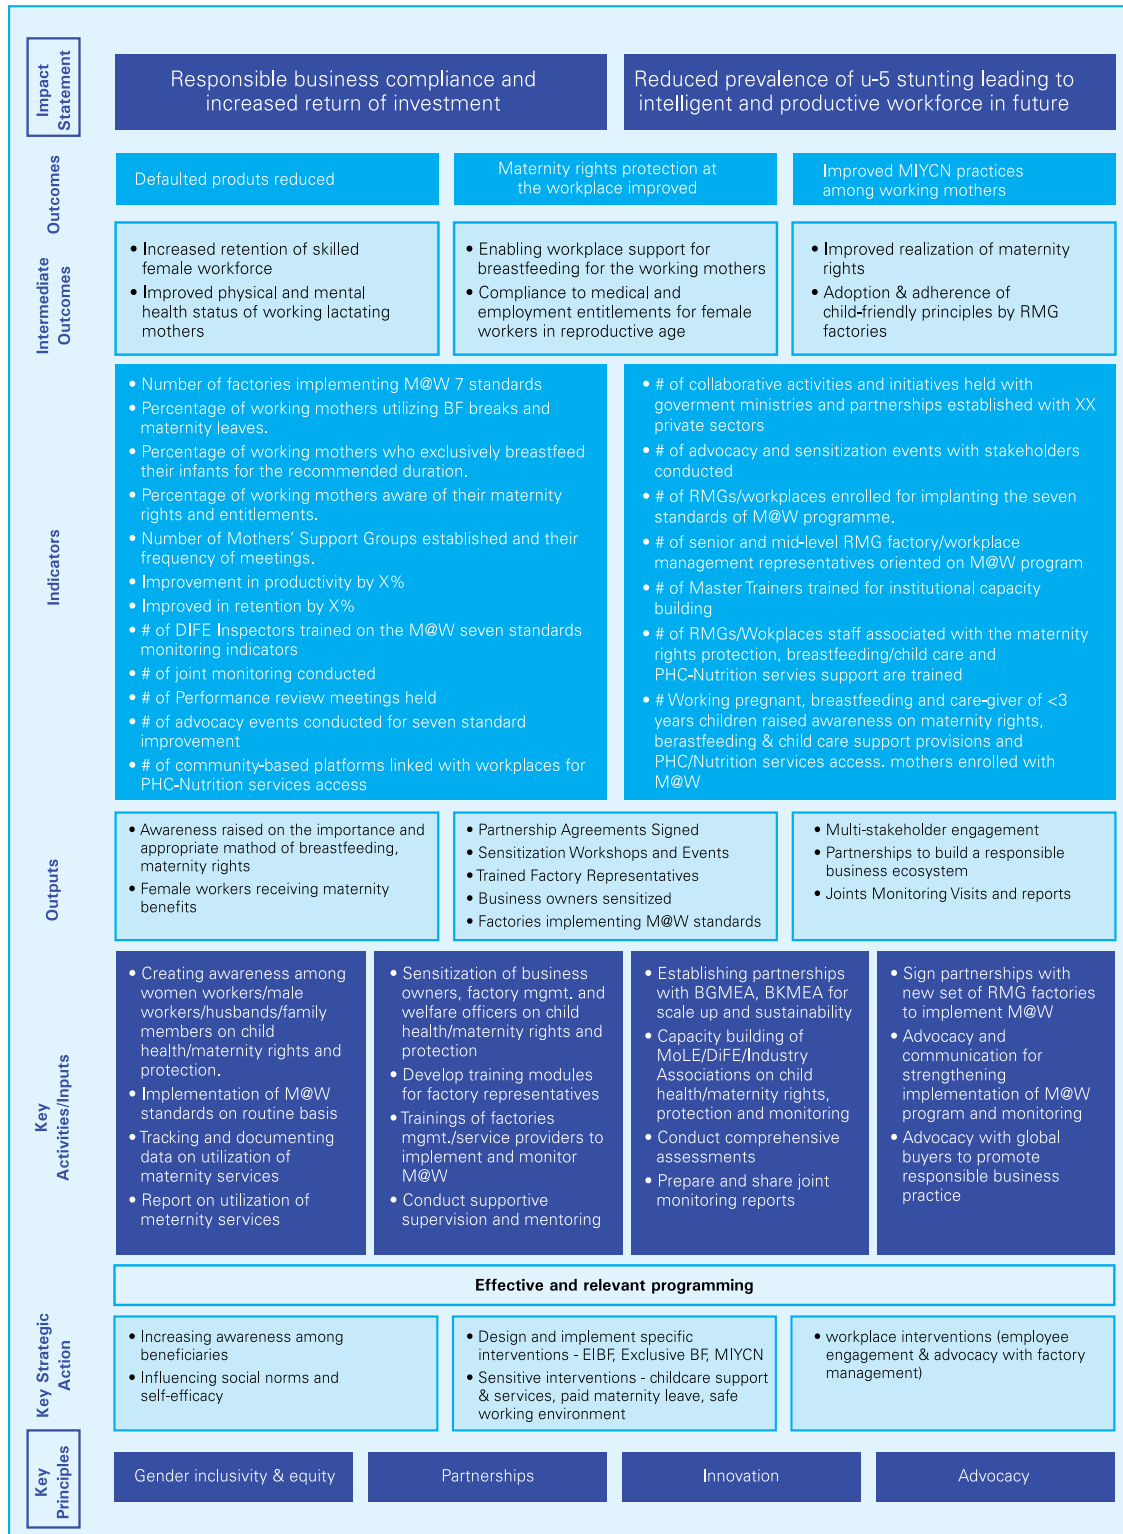 Impact
Statement
Responsible business compliance and
increased return of investment
Reduced prevalence of u-5 stunting leading to
intelligent and productive workforce in future
Outcomes
Defaulted produts reduced
Maternity rights protection at
the workplace improved
Improved MIYCN practices
among working mothers
Intermediate
Outcomes
• Increased retention of skilled
female workforce
• Improved physical and mental
health status of working lactating
mothers
• Enabling workplace support for
breastfeeding for the working mothers
• Compliance to medical and
employment entitlements for female
workers in reproductive age
• Improved realization of maternity
rights
• Adoption & adherence of
child-friendly principles by RMG
factories
Indicators
• Number of factories implementing M@W 7 standards
• Percentage of working mothers utilizing BF breaks and
maternity leaves.
• Percentage of working mothers who exclusively breastfeed
their infants for the recommended duration.
• Percentage of working mothers aware of their maternity
rights and entitlements.
• Number of Mothers' Support Groups established and their
frequency of meetings.
• Improvement in productivity by X%
• Improved in retention by X%
• # of DIFE Inspectors trained on the M@W seven standards
monitoring indicators
• # of joint monitoring conducted
• # of Performance review meetings held
• # of advocacy events conducted for seven standard
improvement
• # of community-based platforms linked with workplaces for
PHC-Nutrition services access
• # of collaborative activities and initiatives held with
goverment ministries and partnerships established with XX
private sectors
• # of advocacy and sensitization events with stakeholders
conducted
• # of RMGs/workplaces enrolled for implanting the seven
standards of M@W programme.
• # of senior and mid-level RMG factory/workplace
management representatives oriented on M@W program
• # of Master Trainers trained for institutional capacity
building
• # of RMGs/Wokplaces staff associated with the maternity
rights protection, breastfeeding/child care and
PHC-Nutrition servies support are trained
• # Working pregnant, breastfeeding and care-giver of <3
years children raised awareness on maternity rights,
berastfeeding & child care support provisions and
PHC/Nutrition services access. mothers enrolled with
M@W
Outputs
• Awareness raised on the importance and
appropriate mathod of breastfeeding,
maternity rights
• Female workers receiving maternity
benefits
• Partnership Agreements Signed
• Sensitization Workshops and Events
• Trained Factory Representatives
• Business owners sensitized
• Factories implementing M@W standards
• Multi-stakeholder engagement
• Partnerships to build a responsible
business ecosystem
• Joints Monitoring Visits and reports
Key
Activities/Inputs
• Creating awareness among
women workers/male
workers/husbands/family
members on child
health/maternity rights and
protection.
• Implementation of M@W
standards on routine basis
• Tracking and documenting
data on utilization of
maternity services
• Report on utilization of
meternity services
• Sensitization of business
owners, factory mgmt. and
welfare officers on child
health/maternity rights and
protection
• Develop training modules
for factory representatives
• Trainings of factories
mgmt./service providers to
implement and monitor
M@W
• Conduct supportive
supervision and mentoring
• Establishing partnerships
with BGMEA, BKMEA for
scale up and sustainability
• Capacity building of
MoLE/DiFE/Industry
Associations on child
health/maternity rights,
protection and monitoring
• Conduct comprehensive
assessments
• Prepare and share joint
monitoring reports
• Sign partnerships with
new set of RMG factories
to implement M@W
• Advocacy and
communication for
strengthening
implementation of M@W
program and monitoring
• Advocacy with global
buyers to promote
responsible business
practice
Effective and relevant programming
Key Strategic
Action
• Increasing awareness among
beneficiaries
• Influencing social norms and
self-efficacy
• Design and implement specific
interventions - EIBF, Exclusive BF, MIYCN
• Sensitive interventions - childcare support
& services, paid maternity leave, safe
working environment
• workplace interventions (employee
engagement & advocacy with factory
management)
Key
Principles
Gender inclusivity & equity
Partnerships
Innovation
Advocacy